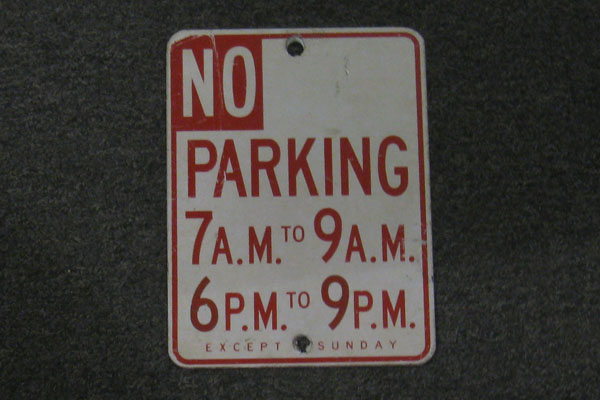 NO
PARKING
7A.M. TO 9A.M.
6P.M. TO 9P.M.
EXCEPT SUNDAY